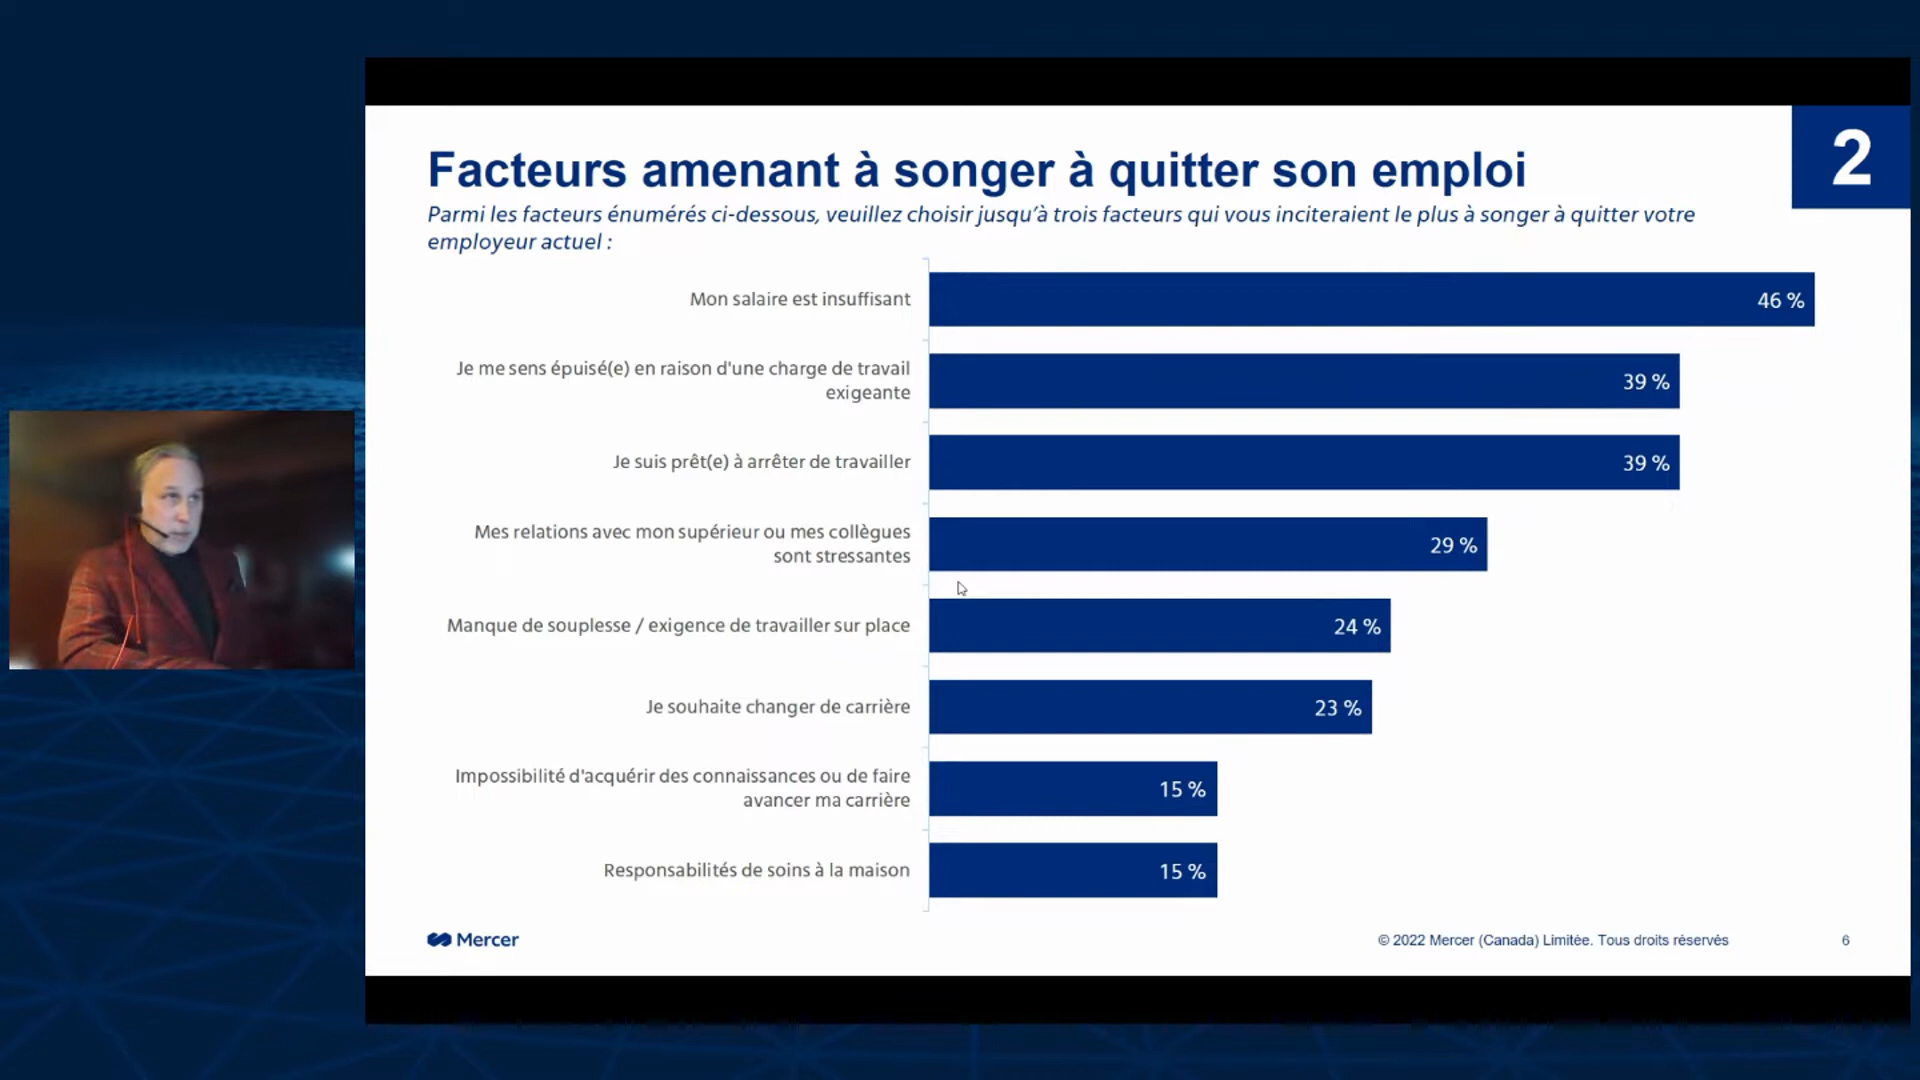 2
Facteurs amenant à songer à quitter son emploi
Parmi les facteurs énumérés ci-dessous, veuillez choisir jusqu’à trois facteurs qui vous inciteraient le plus à songer à quitter votre
employeur actuel :
Mon salaire est insuffisant
46 %
Je me sens épuisé(e) en raison d'une charge de travail
exigeante
39 %
Je suis prêt(e) à arrêter de travailler
39 %
Mes relations avec mon supérieur ou mes collègues
sont stressantes
29 %
Manque de souplesse / exigence de travailler sur place
24 %
Je souhaite changer de carrière
23 %
Impossibilité d'acquérir des connaissances ou de faire
avancer ma carrière
15 %
Responsabilités de soins à la maison
15 %
Mercer
© 2022 Mercer (Canada) Limitée. Tous droits réservés
6